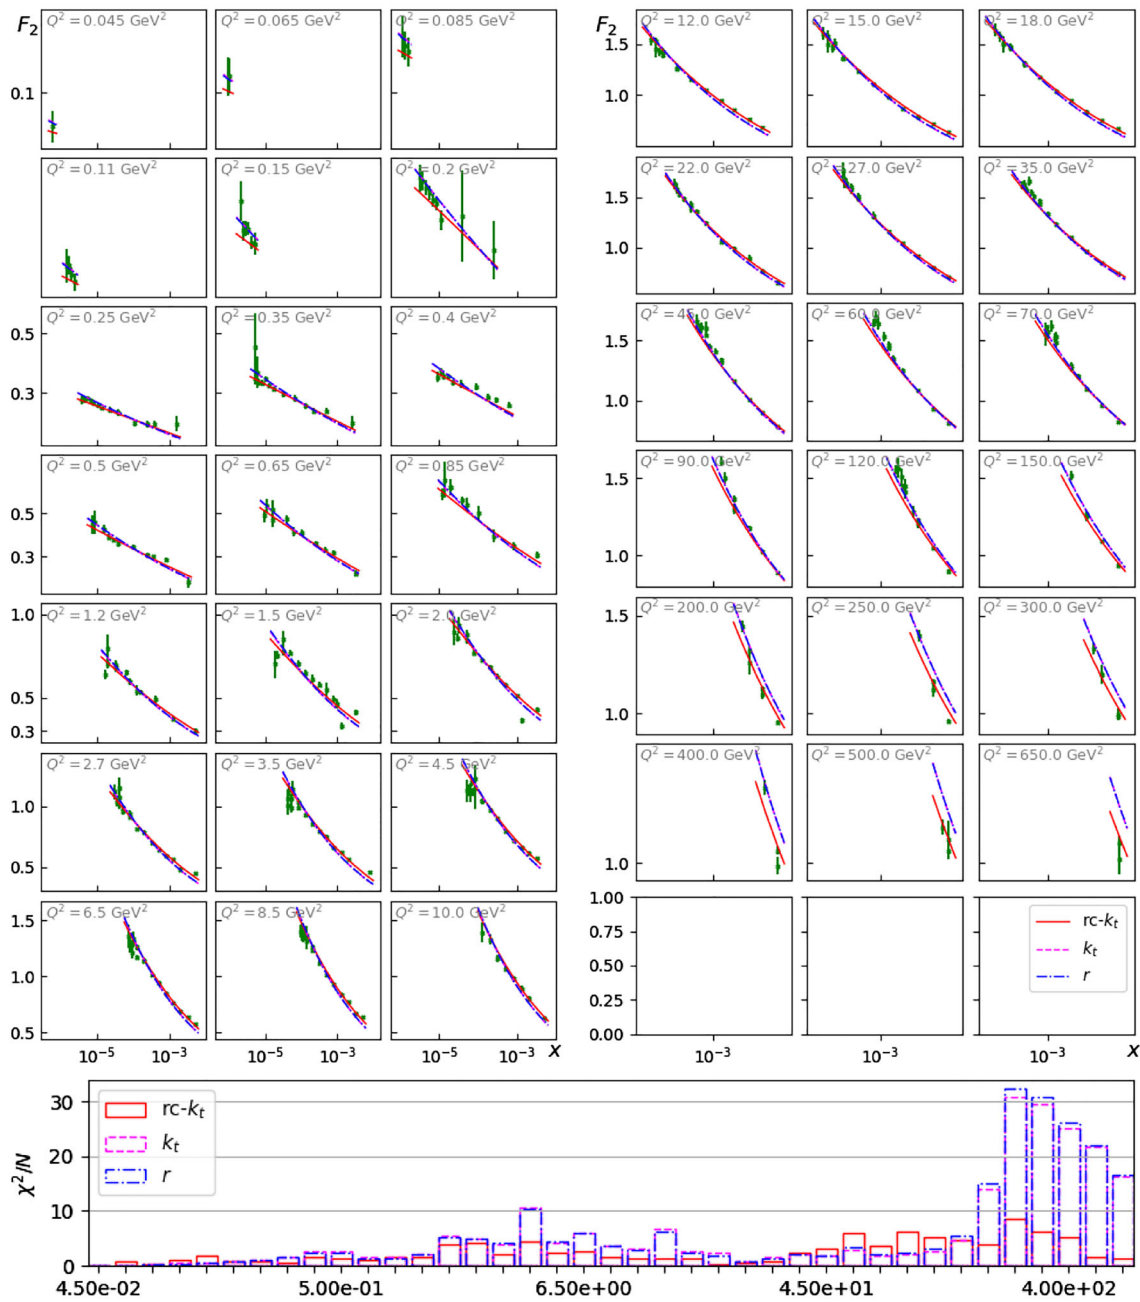 F₂ Q² = 0.045 GeV² Q² = 0.065 GeV² Q² = 0.085 GeV²
0.1
Q² = 0.11 GeV² Q² = 0.15 GeV² Q² = 0.2 GeV²
Q² = 0.25 GeV² Q² = 0.35 GeV² Q² = 0.4 GeV²
0.5
0.3
Q² = 0.5 GeV² Q² = 0.65 GeV² Q² = 0.85 GeV²
0.5
0.3
Q² = 1.2 GeV² Q² = 1.5 GeV² Q² = 2.0 GeV²
1.0
0.5
0.3
Q² = 2.7 GeV² Q² = 3.5 GeV² Q² = 4.5 GeV²
1.0
0.5
Q² = 6.5 GeV² Q² = 8.5 GeV² Q² = 10.0 GeV²
1.5
1.0
0.5
10⁻⁵ 10⁻³ 10⁻⁵ 10⁻³ 10⁻⁵ 10⁻³ x
F₂ Q² = 12.0 GeV² Q² = 15.0 GeV² Q² = 18.0 GeV²
1.5
1.0
Q² = 22.0 GeV² Q² = 27.0 GeV² Q² = 35.0 GeV²
1.5
1.0
Q² = 45.0 GeV² Q² = 60.0 GeV² Q² = 70.0 GeV²
1.5
1.0
Q² = 90.0 GeV² Q² = 120.0 GeV² Q² = 150.0 GeV²
1.5
1.0
Q² = 200.0 GeV² Q² = 250.0 GeV² Q² = 300.0 GeV²
1.5
1.0
Q² = 400.0 GeV² Q² = 500.0 GeV² Q² = 650.0 GeV²
1.0
1.00
0.75
0.50
0.25
0.00
rc-kₜ
kₜ
r
10⁻³ 10⁻³ 10⁻³ x
χ²/N
30
20
10
0
rc-kₜ
kₜ
r
4.50e-02 5.00e-01 6.50e+00 4.50e+01 4.00e+02